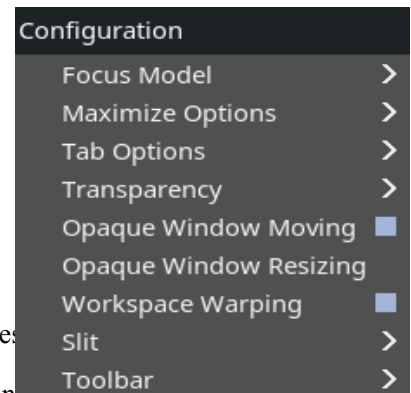 Configuration
Focus Model
Maximize Options
Tab Options
Transparency
Opaque Window Moving
Opaque Window Resizing
Workspace Warping
Slit
Toolbar